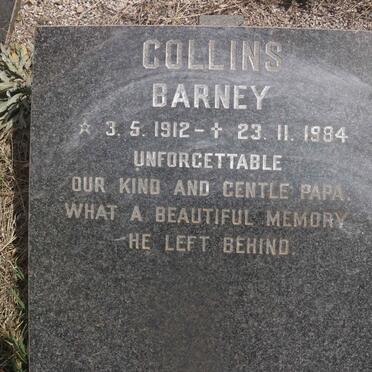 COLLINS
BARNEY
☆ 3. 5. 1912 - ✝ 23. 11. 1984
UNFORGETTABLE
OUR KIND AND GENTLE PAPA.
WHAT A BEAUTIFUL MEMORY
HE LEFT BEHIND